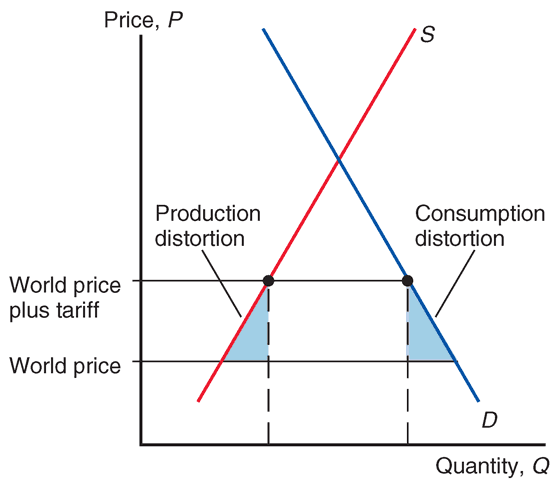 Price, P
S
Production
distortion
Consumption
distortion
World price
plus tariff
World price
D
Quantity, Q